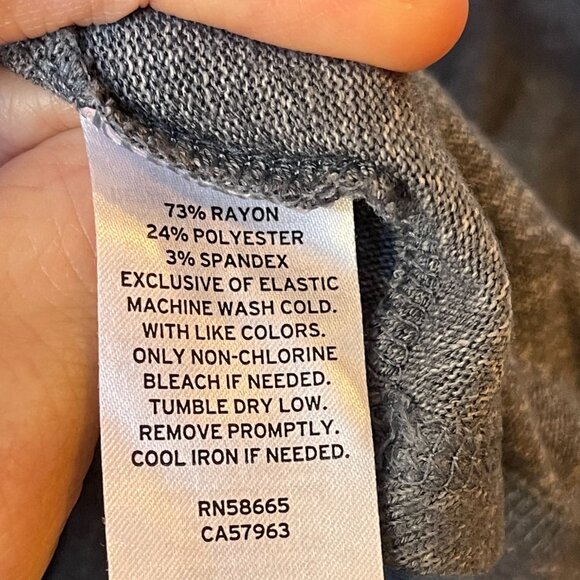 73% RAYON
24% POLYESTER
3% SPANDEX
EXCLUSIVE OF ELASTIC
MACHINE WASH COLD.
WITH LIKE COLORS.
ONLY NON-CHLORINE
BLEACH IF NEEDED.
TUMBLE DRY LOW.
REMOVE PROMPTLY.
COOL IRON IF NEEDED.
RN58665
CA57963